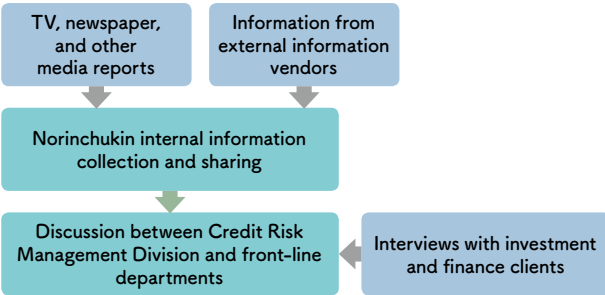 TV, newspaper,
and other
media reports
Information from
external information
vendors
Norinchukin internal information
collection and sharing
Discussion between Credit Risk
Management Division and front-line
departments
Interviews with investment
and finance clients